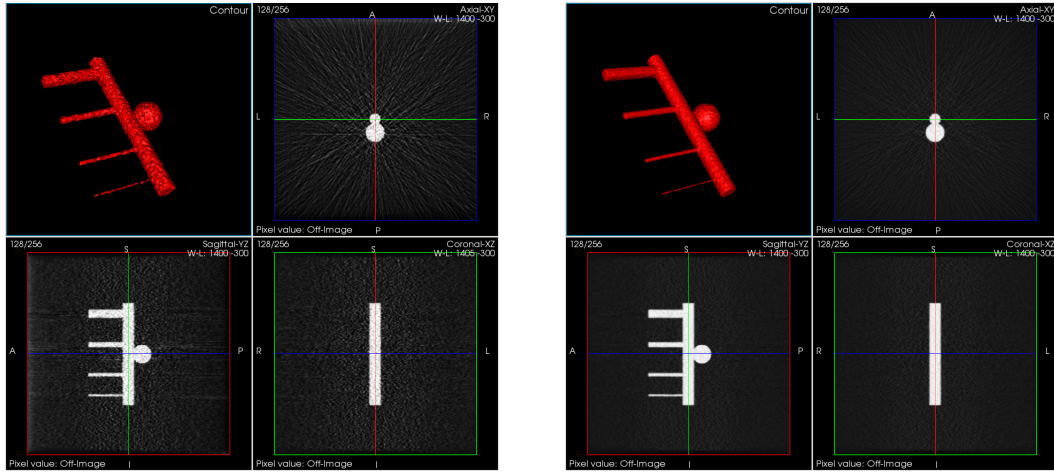 Contour
128/256 Axial-XY
W-L: 1400 -300
A
L R
Pixel value: Off-Image P
128/256 Sagittal-YZ
W-L: 1400 -300
S
A P
Pixel value: Off-Image I
128/256 Coronal-XZ
W-L: 1405 -300
S
R L
Pixel value: Off-Image I
Contour
128/256 Axial-XY
W-L: 1400 -300
A
L R
Pixel value: Off-Image P
128/256 Sagittal-YZ
W-L: 1400 -300
S
A P
Pixel value: Off-Image I
128/256 Coronal-XZ
W-L: 1400 -300
S
R L
Pixel value: Off-Image I